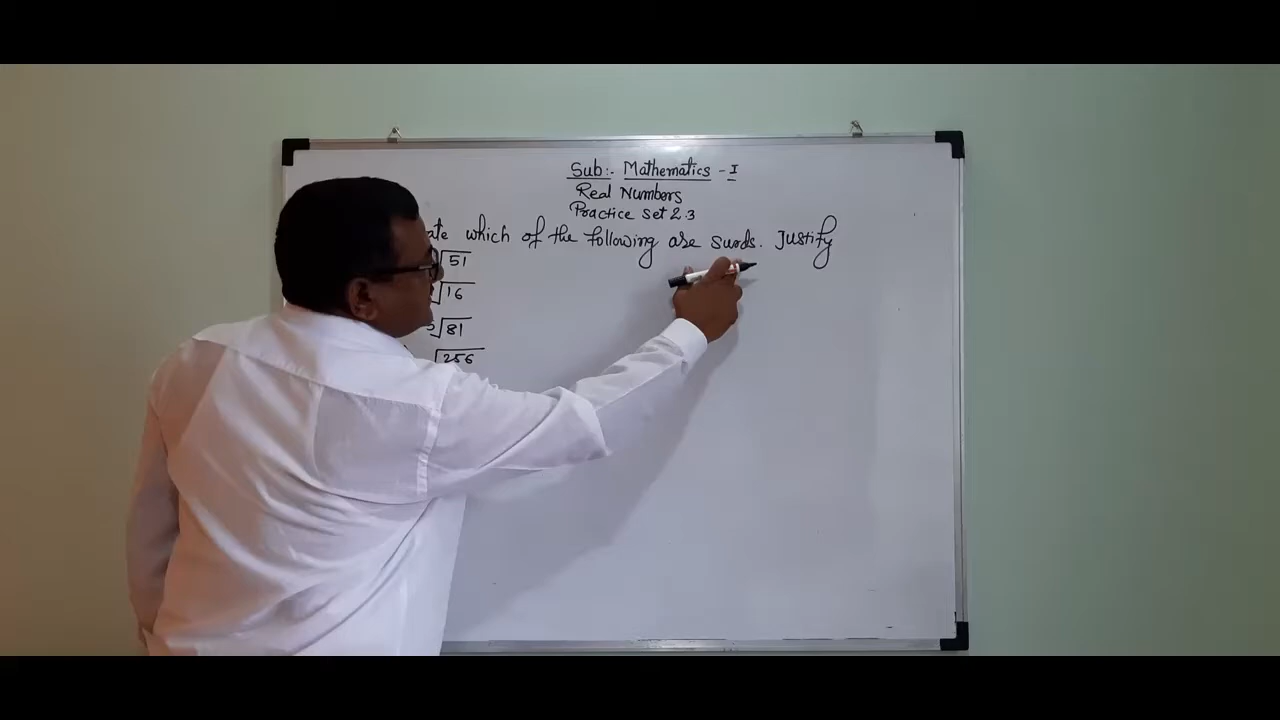 Sub:- Mathematics - I
Real Numbers
Practice Set 2.3
ate which of the following are surds. Justify
√51
√16
√81
√256